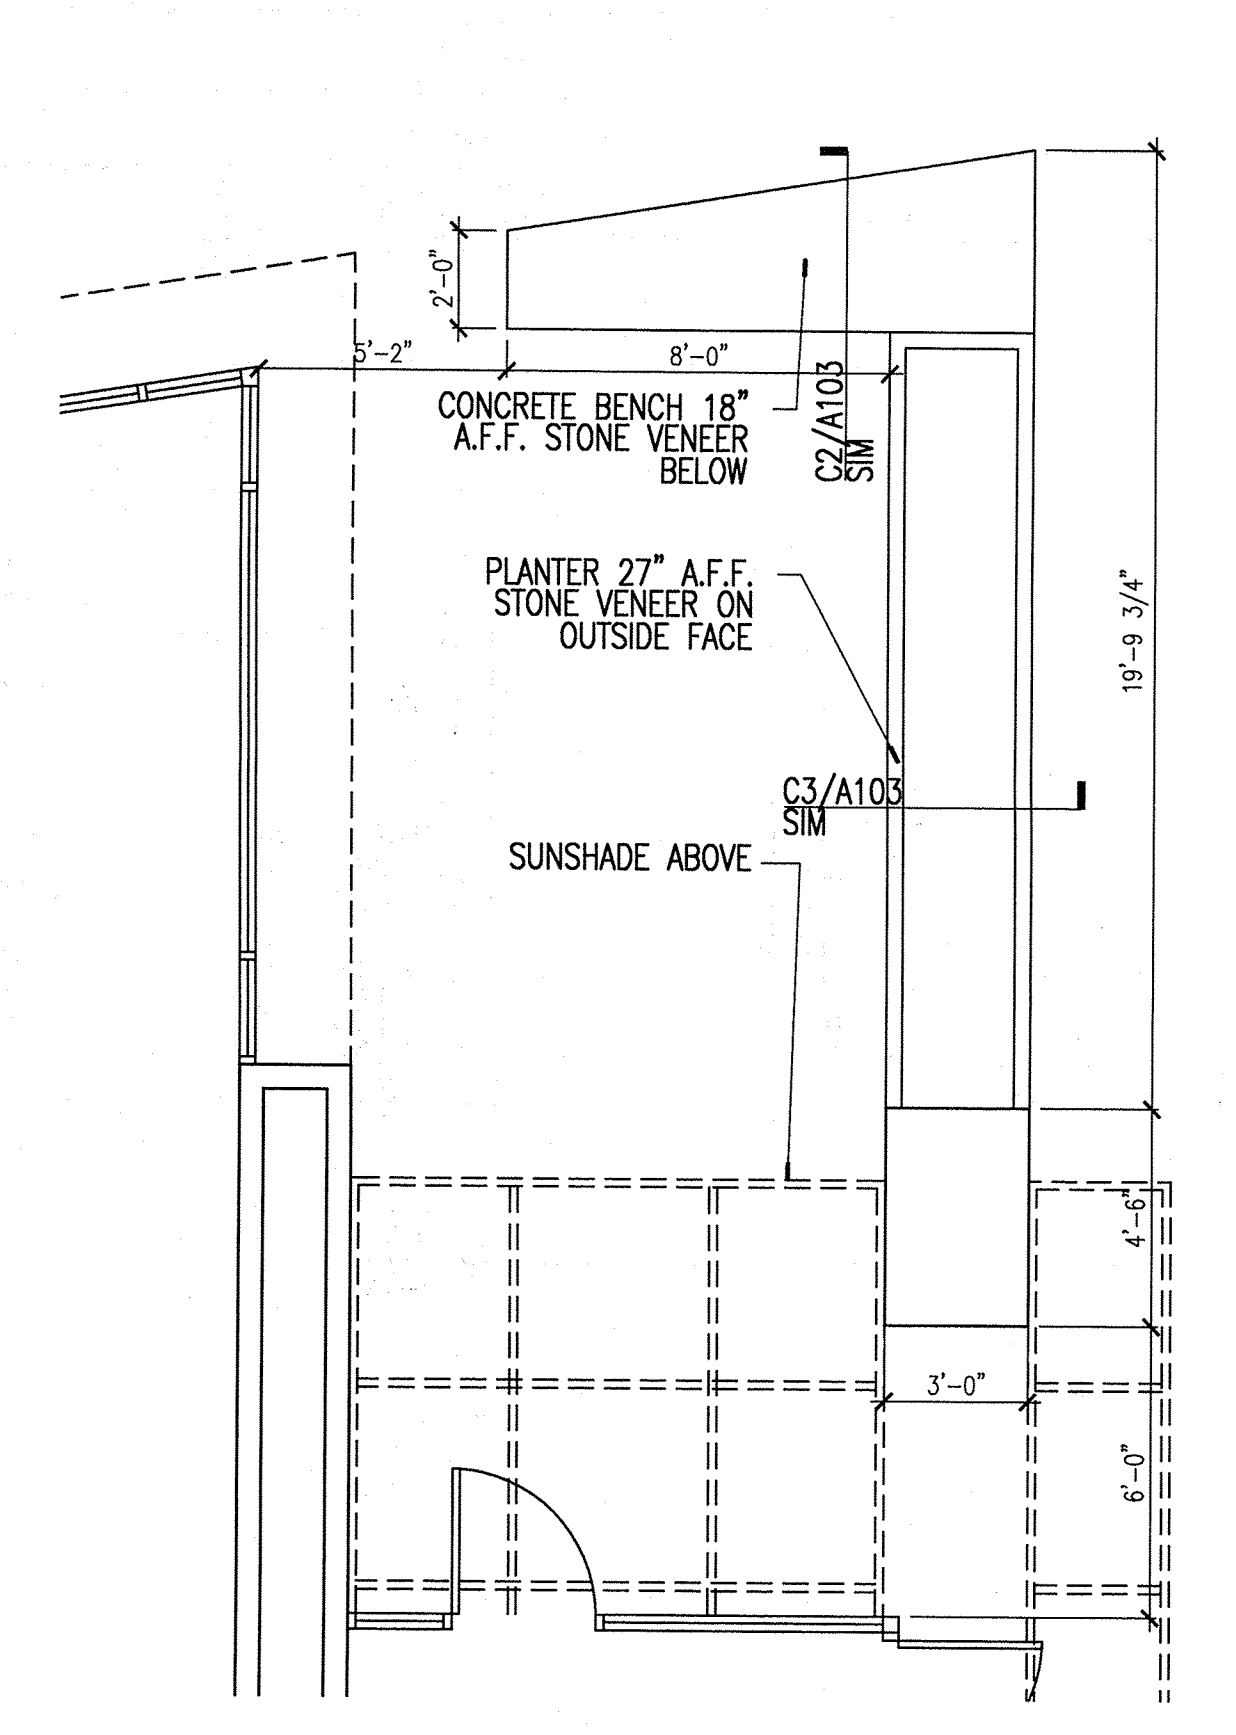 2'-0"
5'-2"
8'-0"
CONCRETE BENCH 18"
A.F.F. STONE VENEER
BELOW
C2/A103
SIM
PLANTER 27" A.F.F.
STONE VENEER ON
OUTSIDE FACE
19'-9 3/4"
C3/A103
SIM
SUNSHADE ABOVE
4'-6"
3'-0"
6'-0"